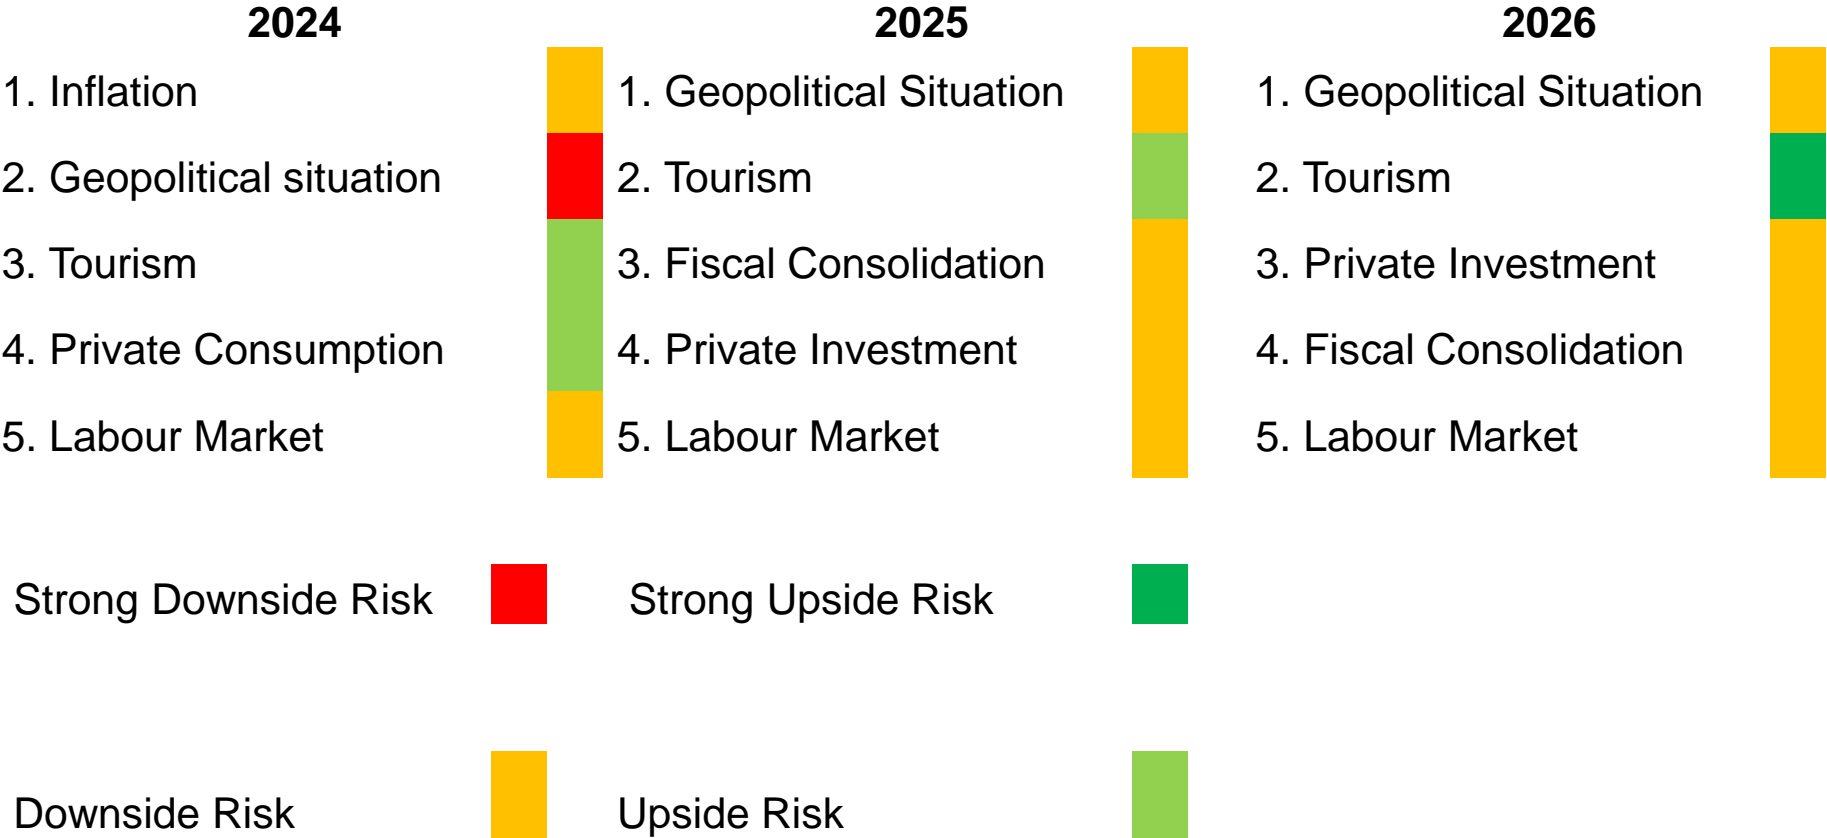 2024 2025 2026
1. Inflation 1. Geopolitical Situation 1. Geopolitical Situation
2. Geopolitical situation 2. Tourism 2. Tourism
3. Tourism 3. Fiscal Consolidation 3. Private Investment
4. Private Consumption 4. Private Investment 4. Fiscal Consolidation
5. Labour Market 5. Labour Market 5. Labour Market
Strong Downside Risk Strong Upside Risk
Downside Risk Upside Risk